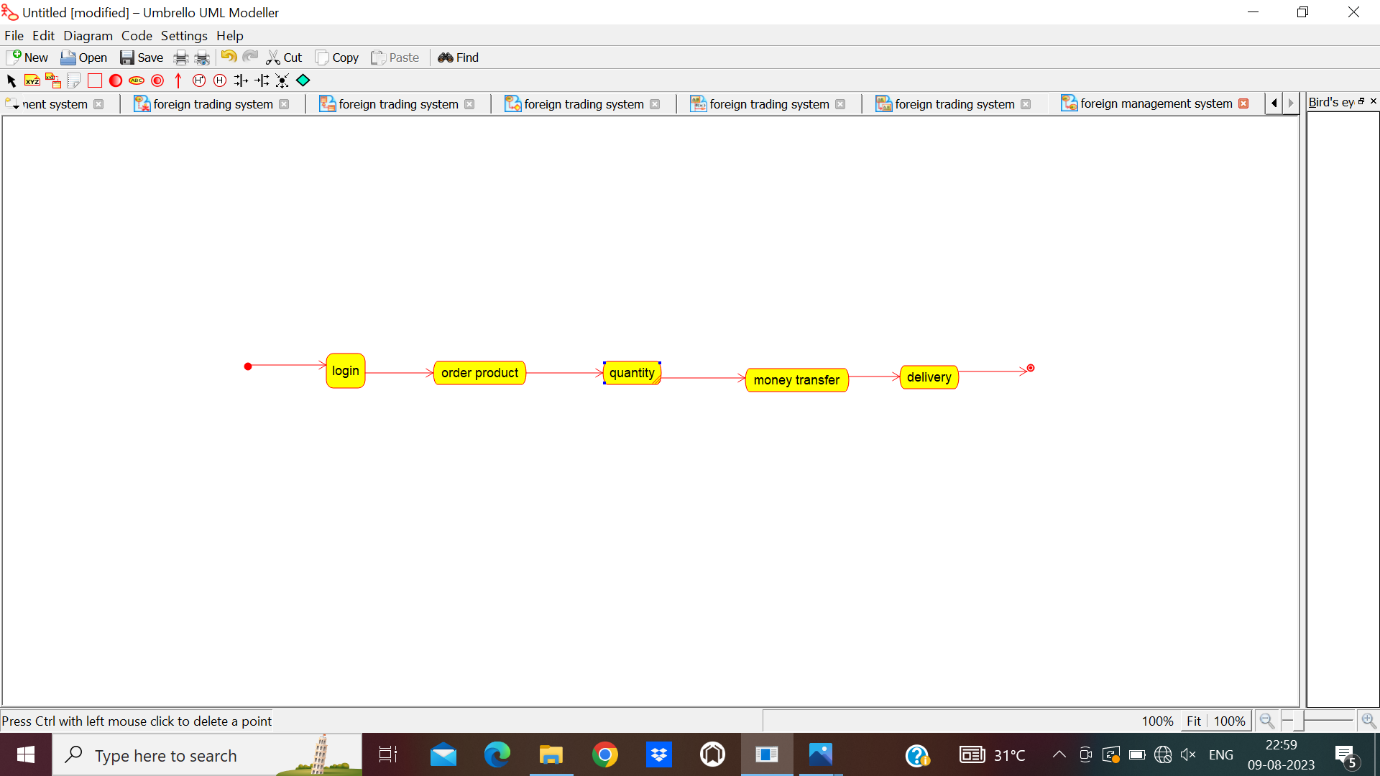 Untitled [modified] – Umbrello UML Modeller
File Edit Diagram Code Settings Help
New Open Save Cut Copy Paste Find
XYZ ABC H H
nent system foreign trading system foreign trading system foreign trading system foreign trading system foreign trading system foreign management system Bird's ey
login order product quantity money transfer delivery
Press Ctrl with left mouse click to delete a point 100% Fit 100%
Type here to search 31°C ENG 22:59
09-08-2023 5